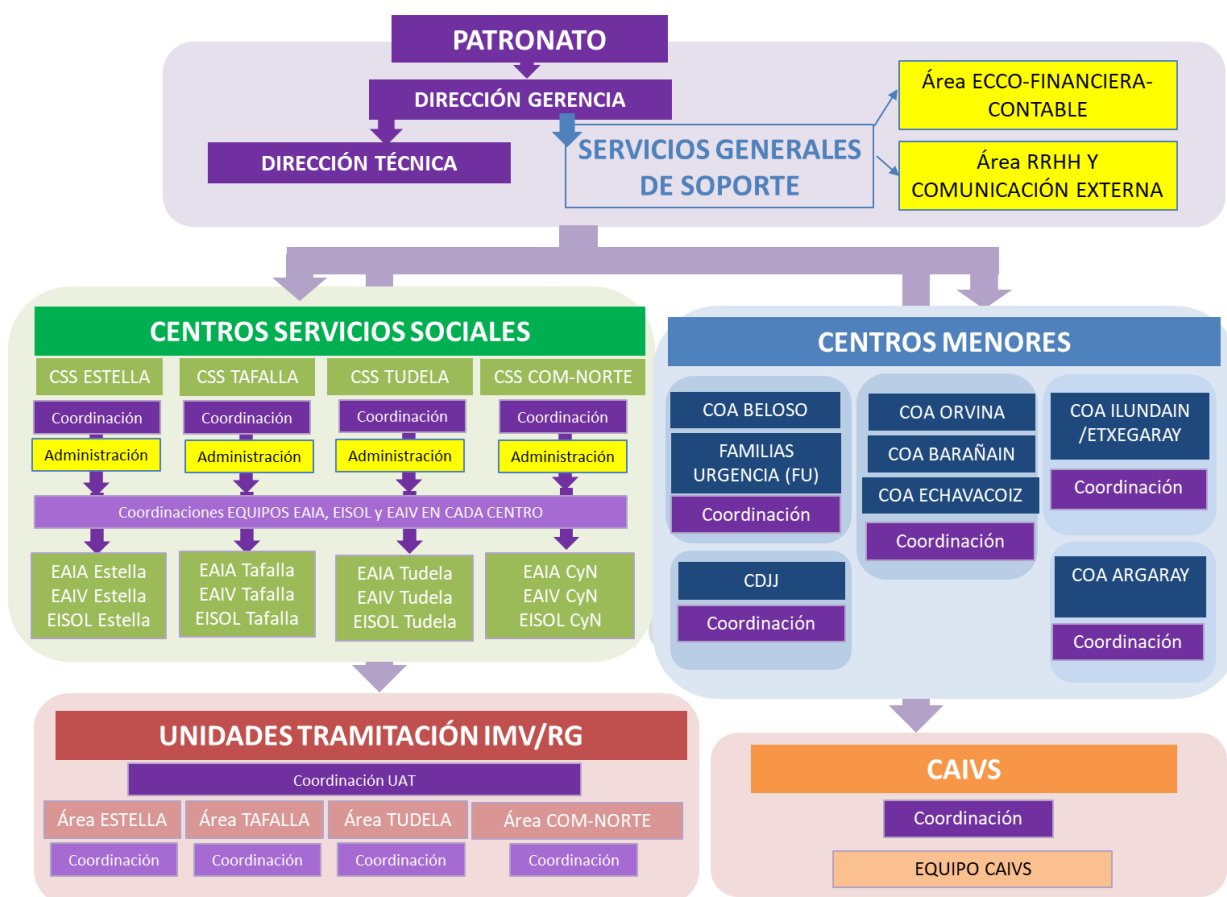 PATRONATO
DIRECCIÓN GERENCIA
DIRECCIÓN TÉCNICA
SERVICIOS GENERALES
DE SOPORTE
Área ECCO-FINANCIERA-
CONTABLE
Área RRHH Y
COMUNICACIÓN EXTERNA
CENTROS SERVICIOS SOCIALES
CSS ESTELLA
CSS TAFALLA
CSS TUDELA
CSS COM-NORTE
Coordinación
Coordinación
Coordinación
Coordinación
Administración
Administración
Administración
Administración
Coordinaciones EQUIPOS EAIA, EISOL y EAIV EN CADA CENTRO
EAIA Estella
EAIV Estella
EISOL Estella
EAIA Tafalla
EAIV Tafalla
EISOL Tafalla
EAIA Tudela
EAIV Tudela
EISOL Tudela
EAIA CyN
EAIV CyN
EISOL CyN
CENTROS MENORES
COA BELOSO
FAMILIAS
URGENCIA (FU)
Coordinación
CDJJ
Coordinación
COA ORVINA
COA BARAÑAIN
COA ECHAVACOIZ
Coordinación
COA ILUNDAIN
/ETXEGARAY
Coordinación
COA ARGARAY
Coordinación
UNIDADES TRAMITACIÓN IMV/RG
Coordinación UAT
Área ESTELLA
Área TAFALLA
Área TUDELA
Área COM-NORTE
Coordinación
Coordinación
Coordinación
Coordinación
CAIVS
Coordinación
EQUIPO CAIVS